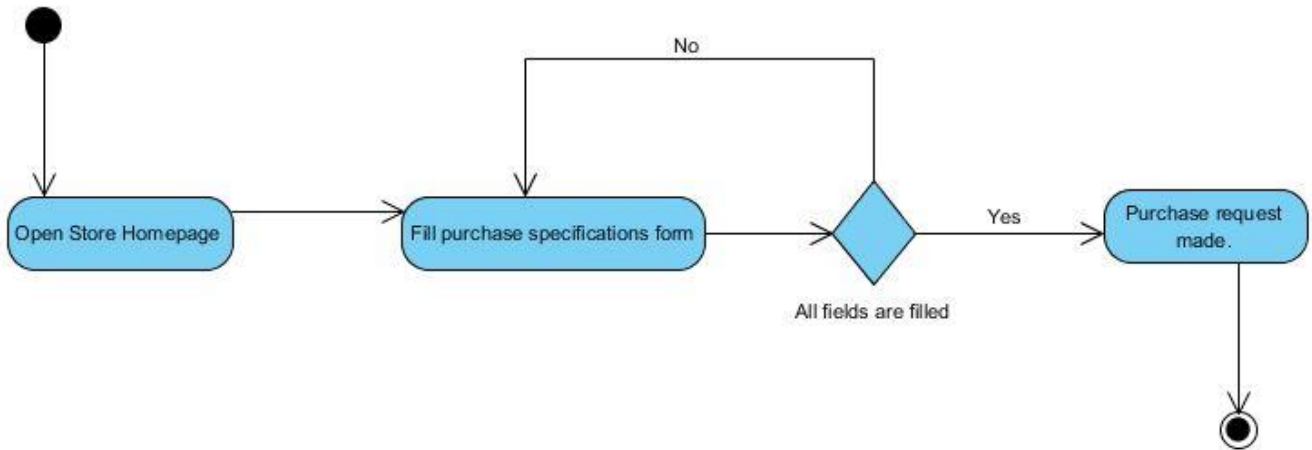 No
Open Store Homepage
Fill purchase specifications form
Yes
Purchase request
made.
All fields are filled